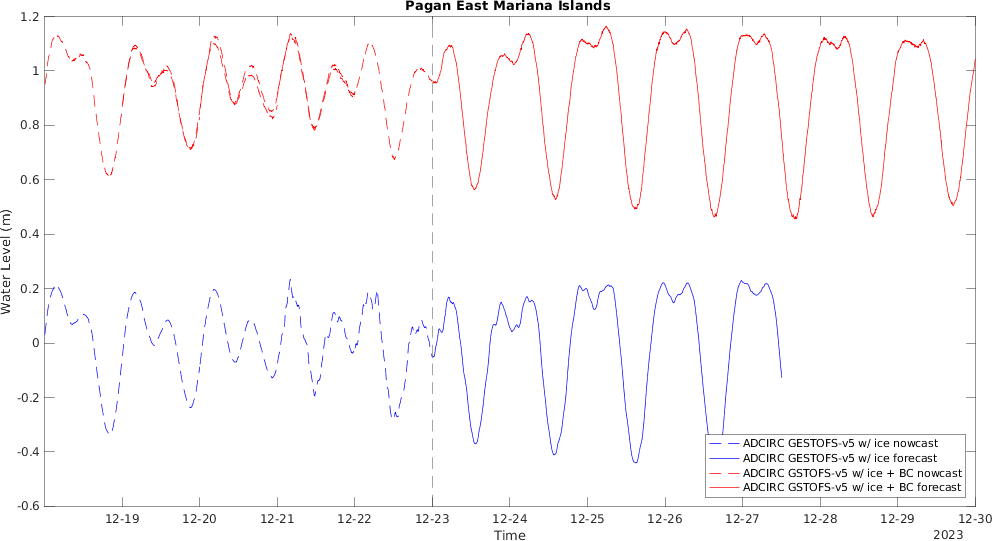 Pagan East Mariana Islands
1.2
1
0.8
0.6
0.4
0.2
0
-0.2
-0.4
-0.6
Water Level (m)
12-19 12-20 12-21 12-22 12-23 12-24 12-25 12-26 12-27 12-28 12-29 12-30
Time
2023
ADCIRC GESTOFS-v5 w/ ice nowcast
ADCIRC GESTOFS-v5 w/ ice forecast
ADCIRC GSTOFS-v5 w/ ice + BC nowcast
ADCIRC GSTOFS-v5 w/ ice + BC forecast